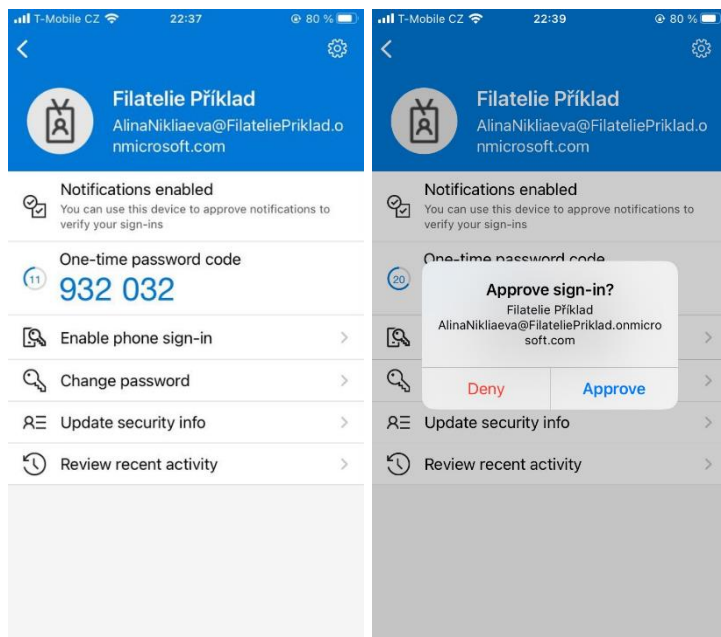 T-Mobile CZ 22:37 80 %
Filatelie Příklad
AlinaNikliaeva@FilateliePriklad.o
nmicrosoft.com
Notifications enabled
You can use this device to approve notifications to
verify your sign-ins
One-time password code
11
932 032
Enable phone sign-in
Change password
Update security info
Review recent activity
T-Mobile CZ 22:39 80 %
Filatelie Příklad
AlinaNikliaeva@FilateliePriklad.o
nmicrosoft.com
Notifications enabled
You can use this device to approve notifications to
verify your sign-ins
One-time password code
20
Approve sign-in?
Filatelie Příklad
AlinaNikliaeva@FilateliePriklad.onmicro
soft.com
Deny Approve
Update security info
Review recent activity